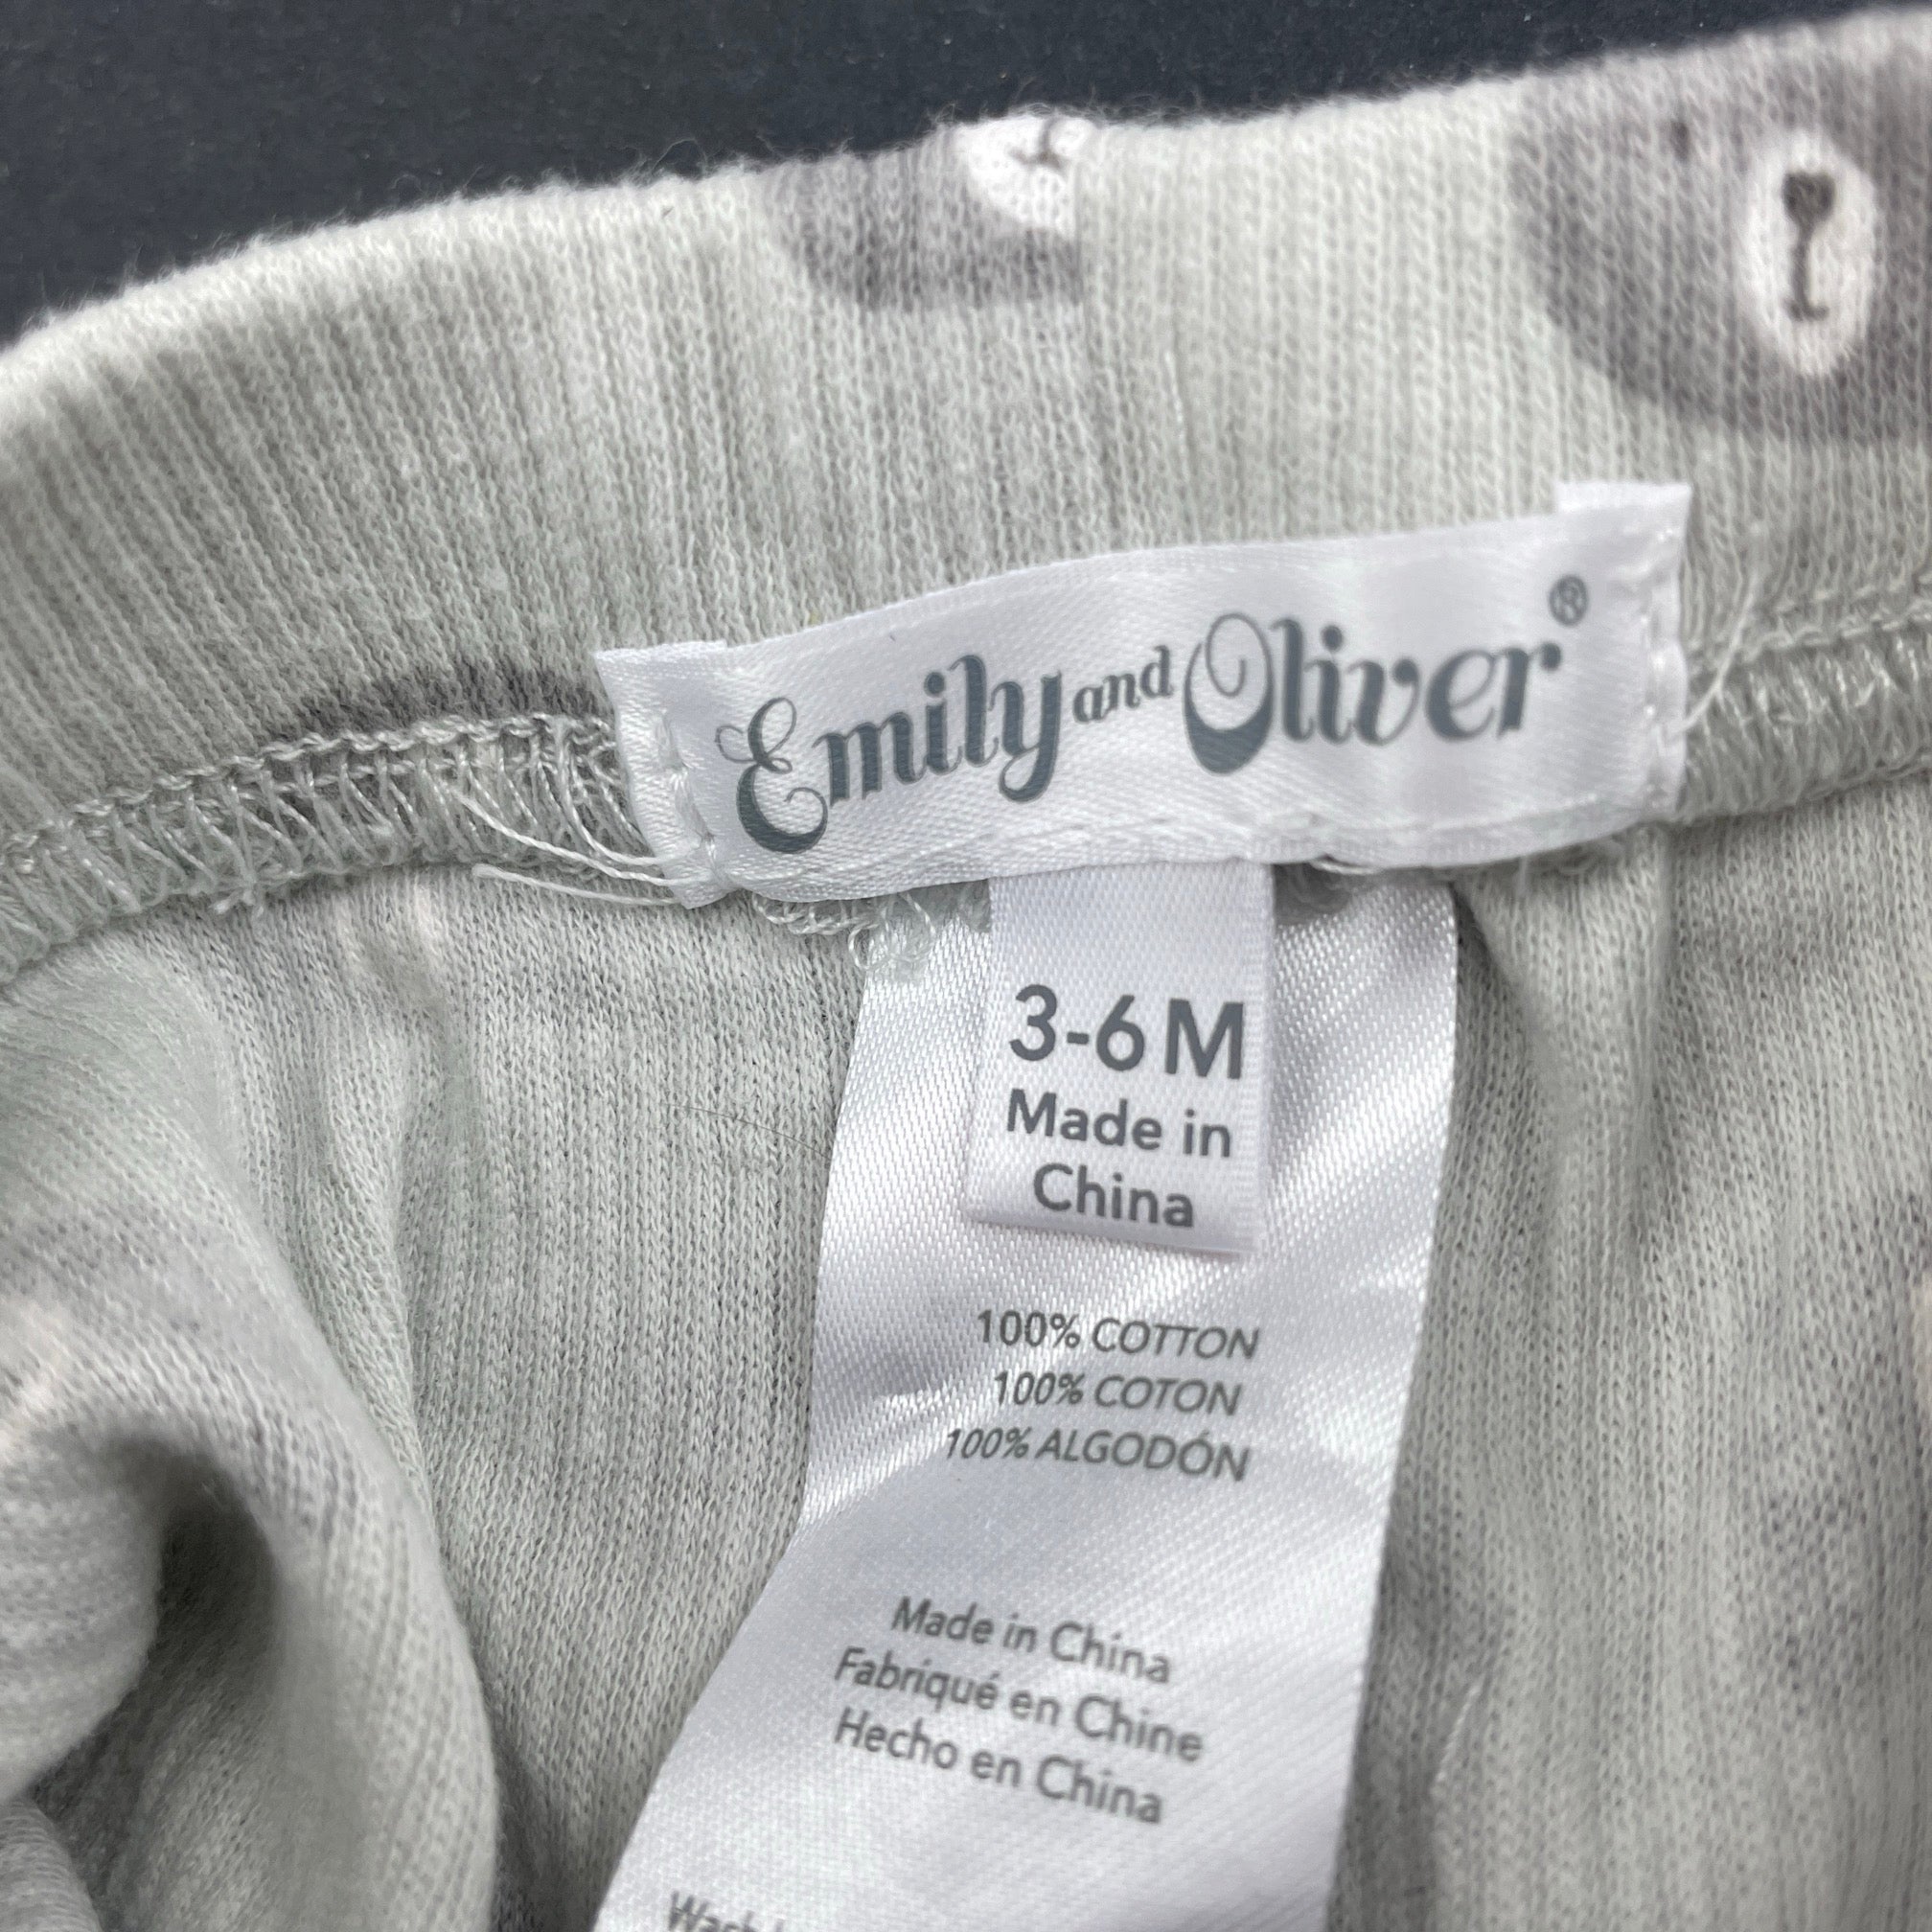 Emily and Oliver®
3-6 M
Made in
China
100% COTTON
100% COTON
100% ALGODÓN
Made in China
Fabriqué en Chine
Hecho en China